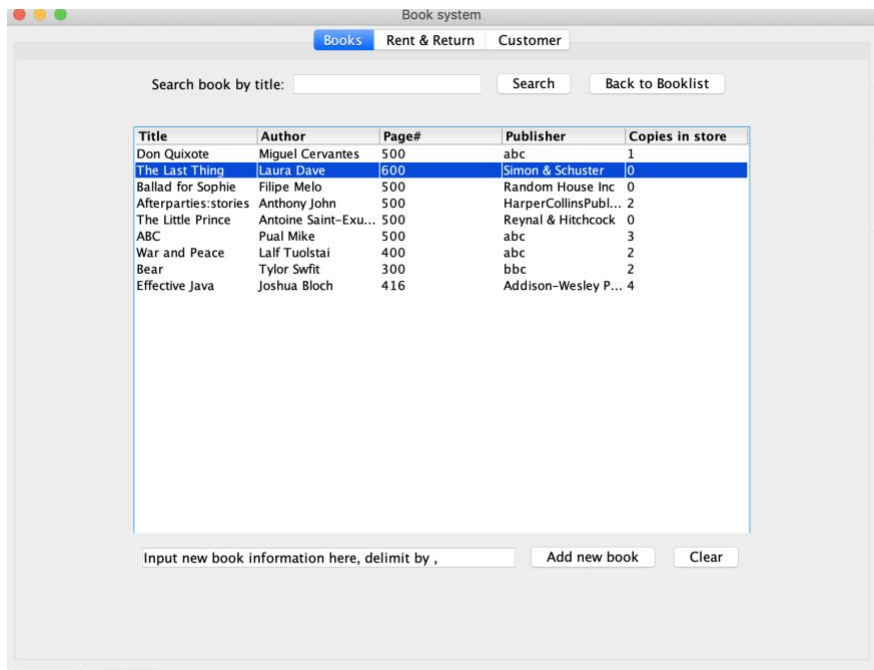 Book system
Books Rent & Return Customer
Search book by title: Search Back to Booklist
Title Author Page# Publisher Copies in store
Don Quixote Miguel Cervantes 500 abc 1
The Last Thing Laura Dave 600 Simon & Schuster 0
Ballad for Sophie Filipe Melo 500 Random House Inc 0
Afterparties:stories Anthony John 500 HarperCollinsPubl... 2
The Little Prince Antoine Saint-Exu... 500 Reynal & Hitchcock 0
ABC Pual Mike 500 abc 3
War and Peace Lalf Tuolstai 400 abc 2
Bear Tylor Swfit 300 bbc 2
Effective Java Joshua Bloch 416 Addison-Wesley P... 4
Input new book information here, delimit by , Add new book Clear